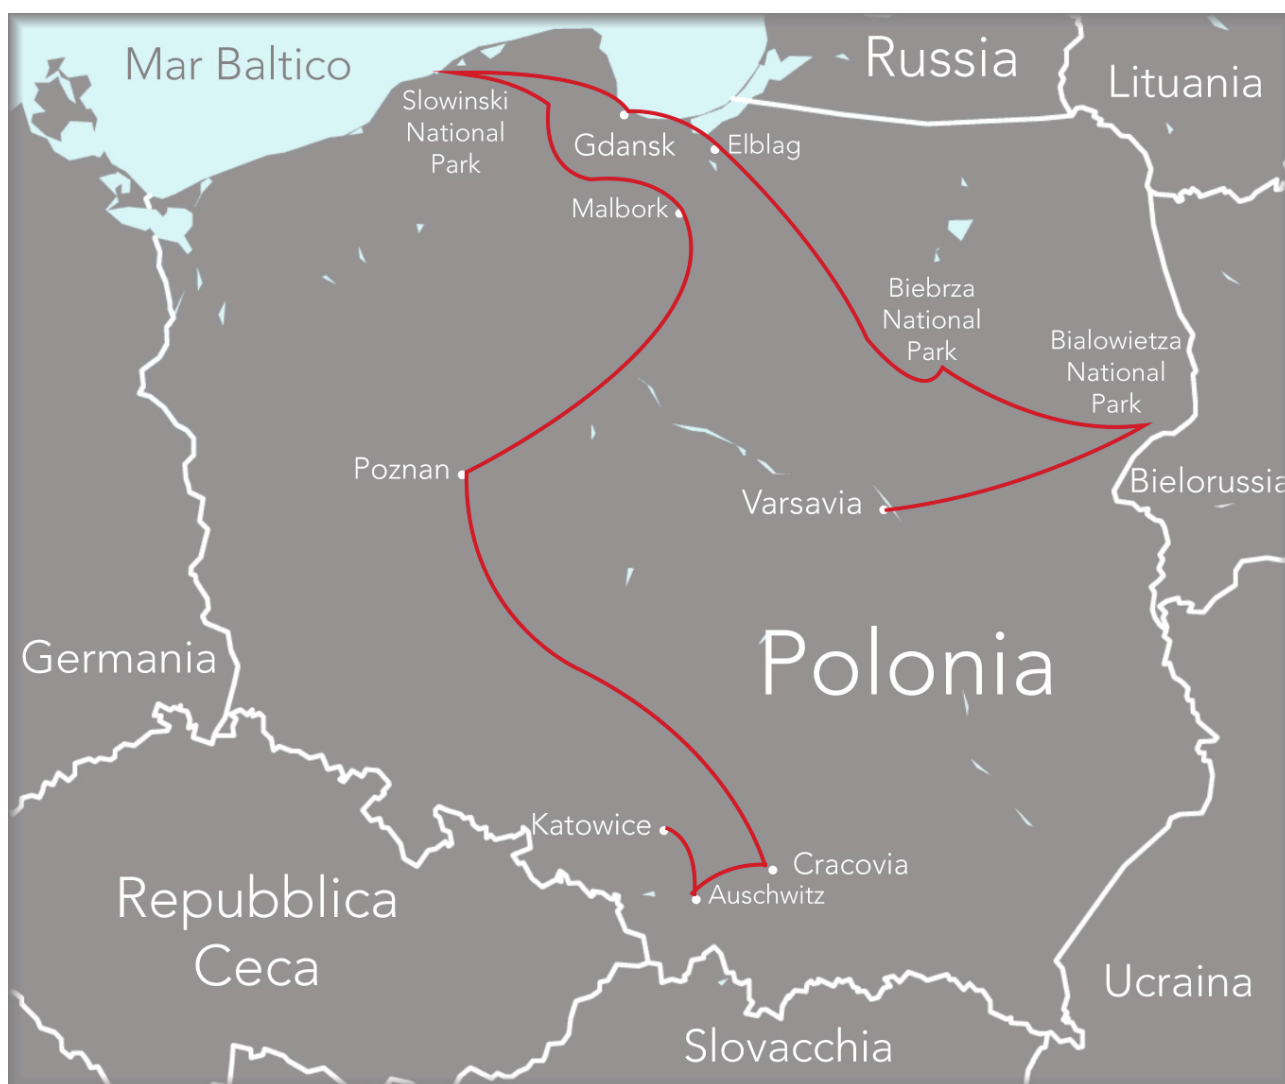 Mar Baltico
Russia
Lituania
Slowinski
National
Park
Gdansk
Elblag
Malbork
Biebrza
National
Park
Bialowietza
National
Park
Poznan
Varsavia
Bielorussia
Germania
Polonia
Katowice
Cracovia
Auschwitz
Repubblica
Ceca
Ucraina
Slovacchia